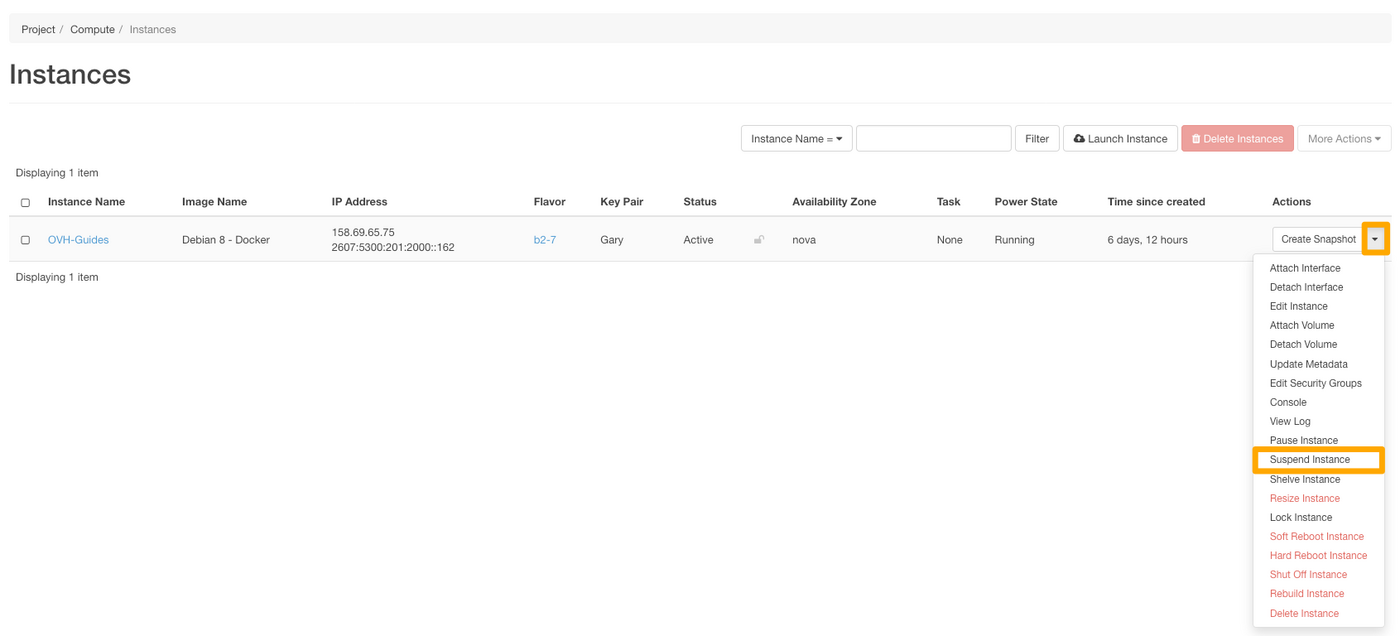 Project / Compute / Instances
Instances
Instance Name = Filter Launch Instance Delete Instances More Actions
Displaying 1 item
Instance Name Image Name IP Address Flavor Key Pair Status Availability Zone Task Power State Time since created Actions
OVH-Guides Debian 8 - Docker 158.69.65.75 b2-7 Gary Active nova None Running 6 days, 12 hours Create Snapshot
2607:5300:201:2000::162
Displaying 1 item
Attach Interface
Detach Interface
Edit Instance
Attach Volume
Detach Volume
Update Metadata
Edit Security Groups
Console
View Log
Pause Instance
Suspend Instance
Shelve Instance
Resize Instance
Lock Instance
Soft Reboot Instance
Hard Reboot Instance
Shut Off Instance
Rebuild Instance
Delete Instance